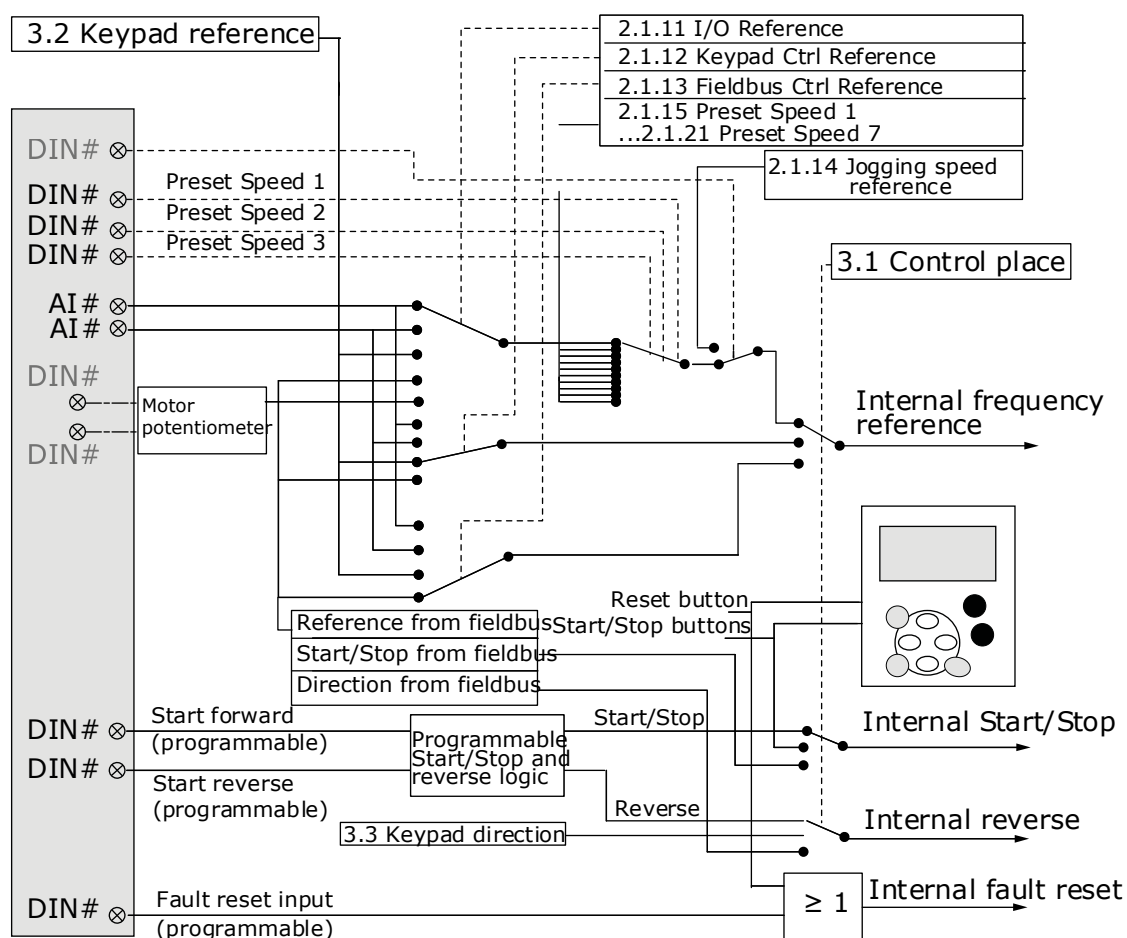 3.2 Keypad reference
2.1.11 I/O Reference
2.1.12 Keypad Ctrl Reference
2.1.13 Fieldbus Ctrl Reference
2.1.15 Preset Speed 1
...2.1.21 Preset Speed 7
2.1.14 Jogging speed
reference
3.1 Control place
DIN#
DIN#
Preset Speed 1
DIN#
Preset Speed 2
DIN#
Preset Speed 3
AI#
AI#
DIN#
Motor
potentiometer
DIN#
Internal frequency
reference
Reset button
Start/Stop buttons
Reference from fieldbus
Start/Stop from fieldbus
Direction from fieldbus
DIN#
Start forward
(programmable)
DIN#
Start reverse
(programmable)
Programmable
Start/Stop and
reverse logic
Start/Stop
Internal Start/Stop
Reverse
3.3 Keypad direction
Internal reverse
DIN#
Fault reset input
(programmable)
≥ 1
Internal fault reset